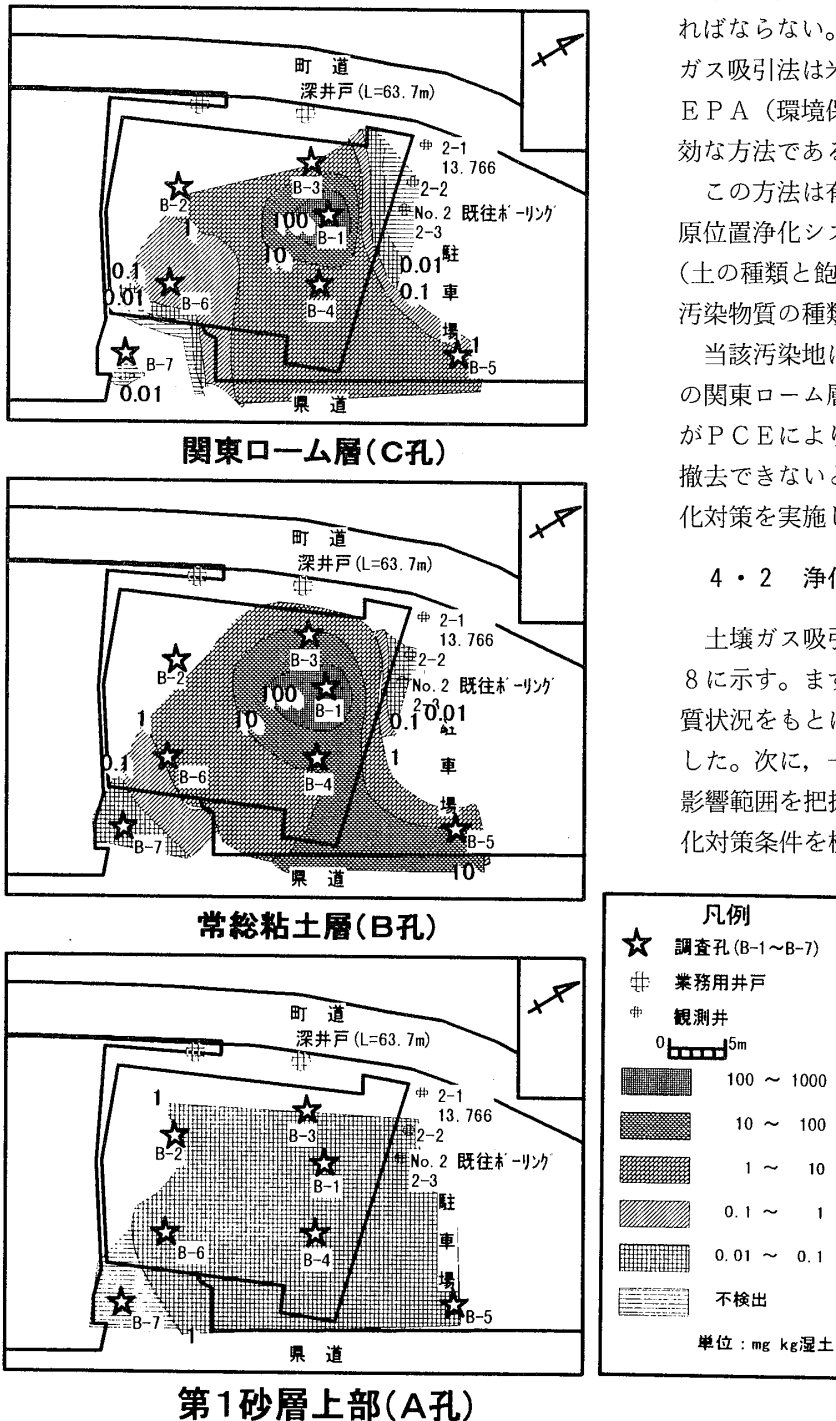 町 道
深井戸(L=63.7m)
2-1
13.766
2-2
No.2 既往ボーリング
2-3
B-3
B-2
100
B-1
1
10
0.01
駐
0.1
0.1
車
0.01
B-6
B-4
場
1
B-7
B-5
0.01
県 道
関東ローム層(C孔)
町 道
深井戸(L=63.7m)
2-1
13.766
B-3
2-2
B-2
No.2 既往ボーリング
100
B-1
2-3
1
10
0.1
0.01
駐
1
0.1
B-6
B-4
車
場
B-7
B-5
県 道
10
常総粘土層(B孔)
町 道
深井戸(L=63.7m)
1
2-1
13.766
B-3
2-2
B-2
No.2 既往ボーリング
B-1
2-3
駐
B-6
B-4
車
場
B-7
B-5
1
県 道
第1砂層上部(A孔)
ればならない。
ガス吸引法は米
EPA(環境保
効な方法である
この方法は有
原位置浄化シス
(土の種類と飽
汚染物質の種類
当該汚染地に
の関東ローム層
がPCEにより
撤去できないと
化対策を実施し
4・2 浄化
土壌ガス吸引
8に示す。まず
質状況をもとに
した。次に,一
影響範囲を把握
化対策条件を検
凡例
調査孔(B-1~B-7)
業務用井戸
観測井
0 5m
100 ~ 1000
10 ~ 100
1 ~ 10
0.1 ~ 1
0.01 ~ 0.1
不検出
単位:mg kg湿土